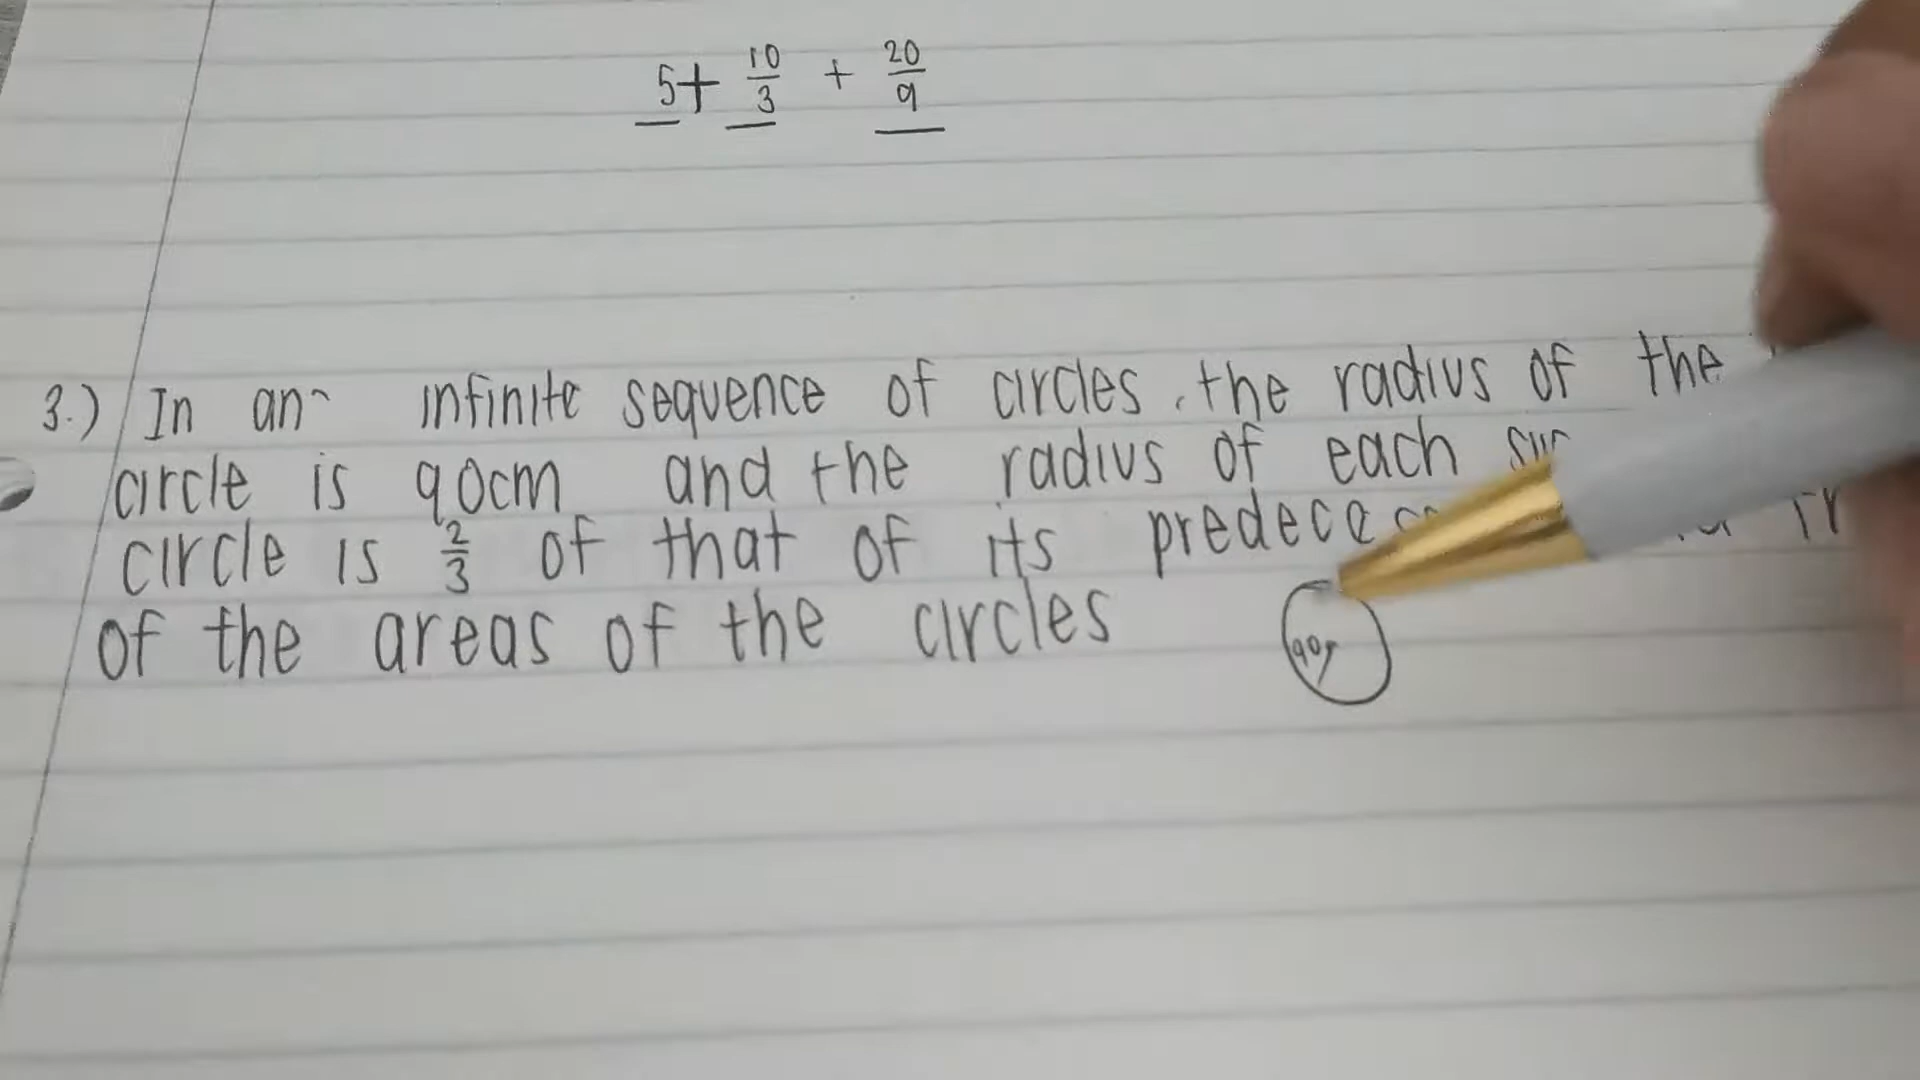 5 + 10/3 + 20/9
3.) In an infinite sequence of circles, the radius of the
circle is 90cm and the radius of each
circle is 2/3 of that of its
of the areas of the circles
90